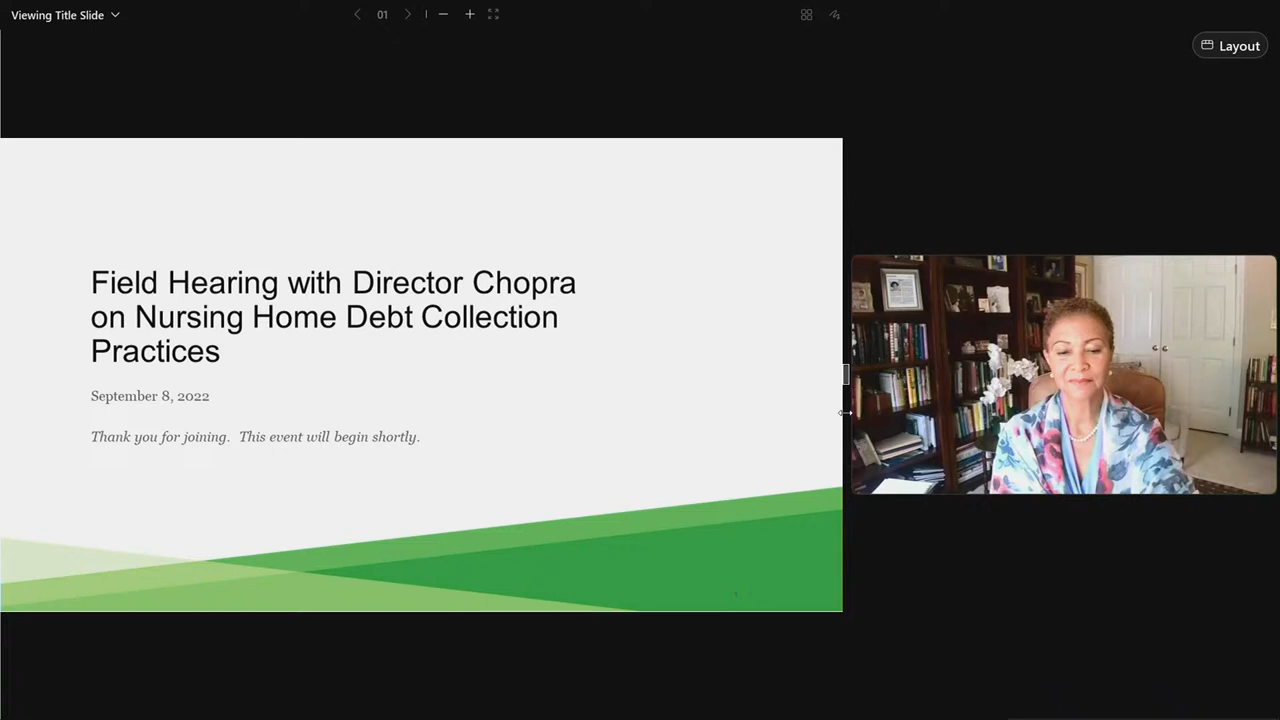 Viewing Title Slide
01
Layout
Field Hearing with Director Chopra
on Nursing Home Debt Collection
Practices
September 8, 2022
Thank you for joining.  This event will begin shortly.
1